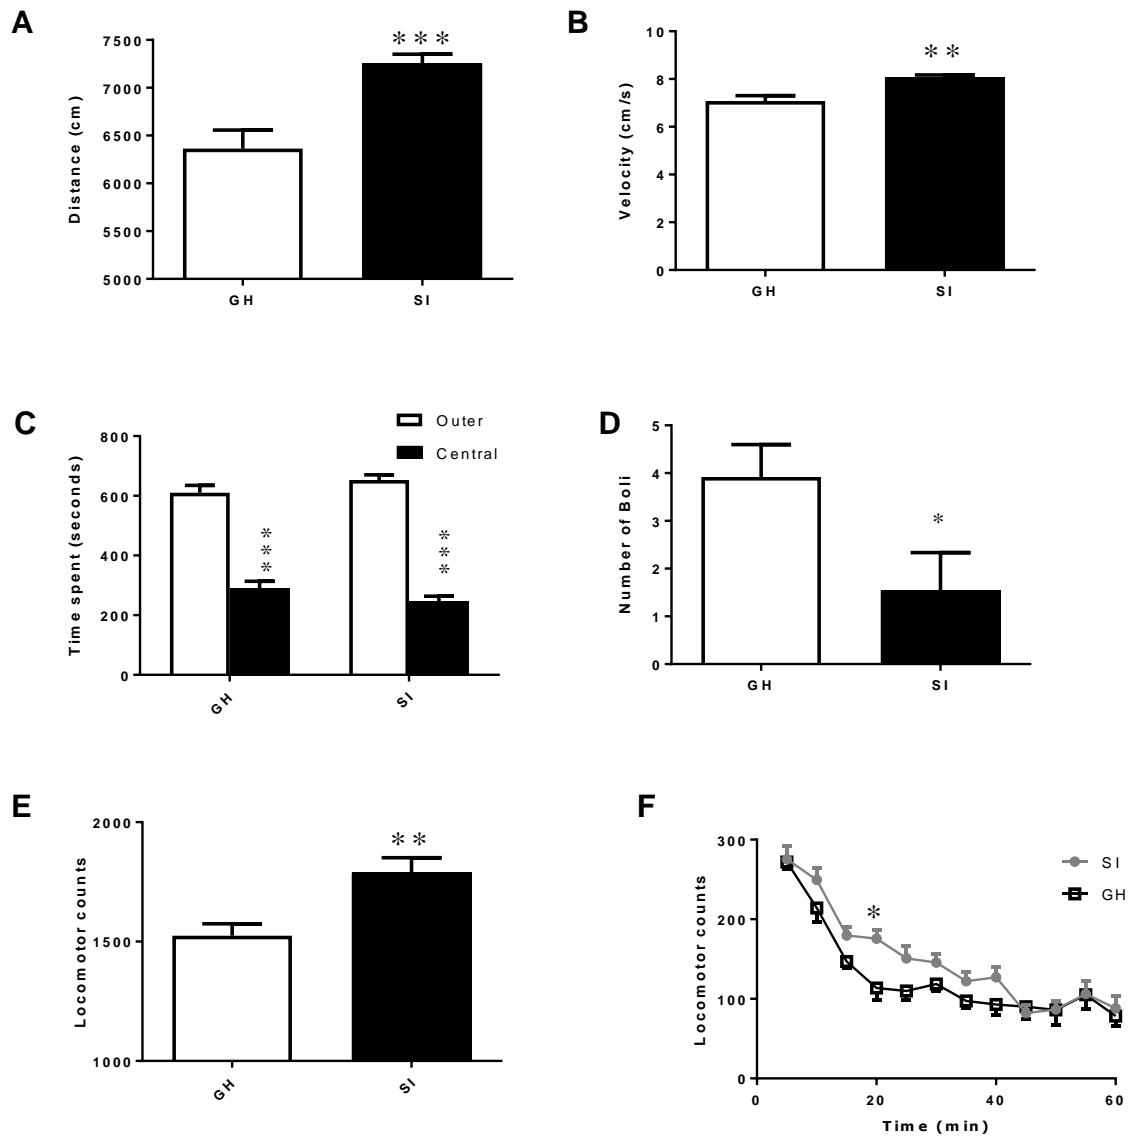 A
Distance (cm)
7500
7000
6500
6000
5500
5000
***
GH
SI
B
Velocity (cm/s)
10
8
6
4
2
0
**
GH
SI
C
Time spent (seconds)
800
600
400
200
0
Outer
Central
***
***
GH
SI
D
Number of Boli
5
4
3
2
1
0
*
GH
SI
E
Locomotor counts
2000
1500
1000
**
GH
SI
F
Locomotor counts
300
200
100
0
*
SI
GH
0
20
40
60
Time (min)